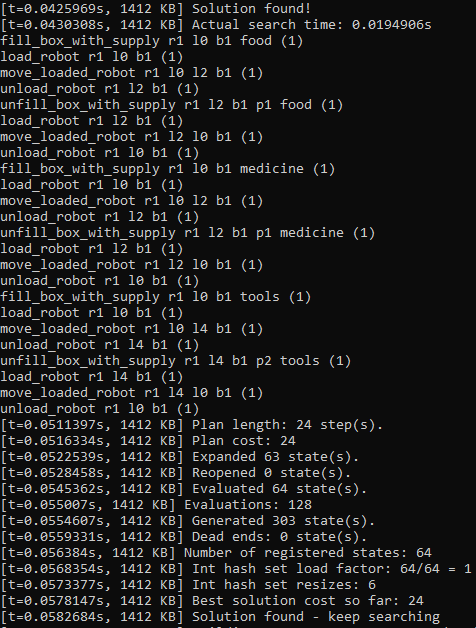 [t=0.0425969s, 1412 KB] Solution found!
[t=0.0430308s, 1412 KB] Actual search time: 0.0194906s
fill_box_with_supply r1 l0 b1 food (1)
load_robot r1 l0 b1 (1)
move_loaded_robot r1 l0 l2 b1 (1)
unload_robot r1 l2 b1 (1)
unfill_box_with_supply r1 l2 b1 p1 food (1)
load_robot r1 l2 b1 (1)
move_loaded_robot r1 l2 l0 b1 (1)
unload_robot r1 l0 b1 (1)
fill_box_with_supply r1 l0 b1 medicine (1)
load_robot r1 l0 b1 (1)
move_loaded_robot r1 l0 l2 b1 (1)
unload_robot r1 l2 b1 (1)
unfill_box_with_supply r1 l2 b1 p1 medicine (1)
load_robot r1 l2 b1 (1)
move_loaded_robot r1 l2 l0 b1 (1)
unload_robot r1 l0 b1 (1)
fill_box_with_supply r1 l0 b1 tools (1)
load_robot r1 l0 b1 (1)
move_loaded_robot r1 l0 l4 b1 (1)
unload_robot r1 l4 b1 (1)
unfill_box_with_supply r1 l4 b1 p2 tools (1)
load_robot r1 l4 b1 (1)
move_loaded_robot r1 l4 l0 b1 (1)
unload_robot r1 l0 b1 (1)
[t=0.0511397s, 1412 KB] Plan length: 24 step(s).
[t=0.0516334s, 1412 KB] Plan cost: 24
[t=0.0522539s, 1412 KB] Expanded 63 state(s).
[t=0.0528458s, 1412 KB] Reopened 0 state(s).
[t=0.0545362s, 1412 KB] Evaluated 64 state(s).
[t=0.055007s, 1412 KB] Evaluations: 128
[t=0.0554607s, 1412 KB] Generated 303 state(s).
[t=0.0559331s, 1412 KB] Dead ends: 0 state(s).
[t=0.056384s, 1412 KB] Number of registered states: 64
[t=0.0568354s, 1412 KB] Int hash set load factor: 64/64 = 1
[t=0.0573377s, 1412 KB] Int hash set resizes: 6
[t=0.0578147s, 1412 KB] Best solution cost so far: 24
[t=0.0582684s, 1412 KB] Solution found - keep searching